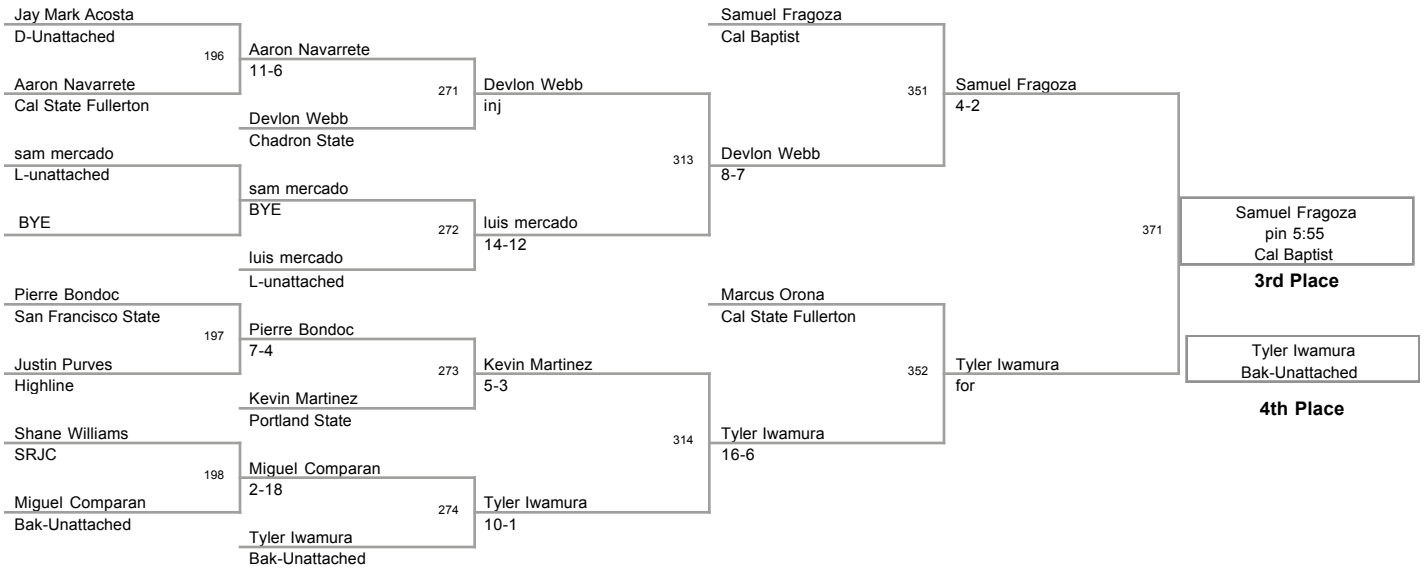 Jay Mark Acosta
D-Unattached
196
Aaron Navarrete
Cal State Fullerton
sam mercado
L-unattached
BYE
Pierre Bondoc
San Francisco State
197
Justin Purves
Highline
Shane Williams
SRJC
198
Miguel Comparan
Bak-Unattached
Aaron Navarrete
11-6
271
Devlon Webb
Chadron State
sam mercado
BYE
272
luis mercado
L-unattached
Pierre Bondoc
7-4
273
Kevin Martinez
Portland State
Miguel Comparan
2-18
274
Tyler Iwamura
Bak-Unattached
Devlon Webb
inj
313
luis mercado
14-12
Kevin Martinez
5-3
314
Tyler Iwamura
10-1
Samuel Fragoza
Cal Baptist
351
Devlon Webb
8-7
Marcus Orona
Cal State Fullerton
352
Tyler Iwamura
16-6
Samuel Fragoza
4-2
371
Tyler Iwamura
for
Samuel Fragoza
pin 5:55
Cal Baptist
3rd Place
Tyler Iwamura
Bak-Unattached
4th Place